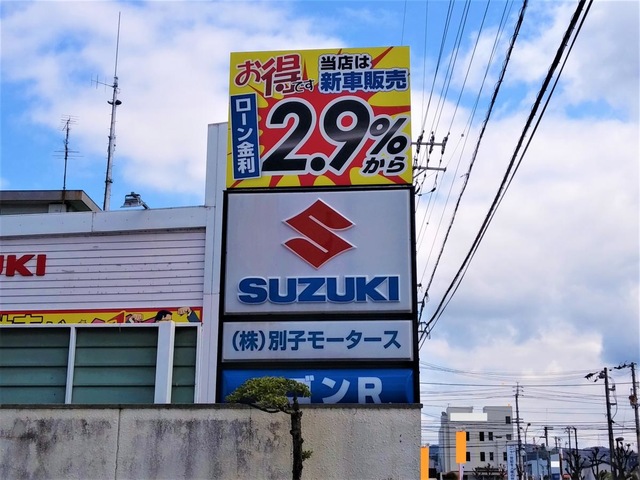 お得です
当店は
新車販売
ローン金利
2.9%から
SUZUKI
(株)別子モータース
ゴンR
UKI